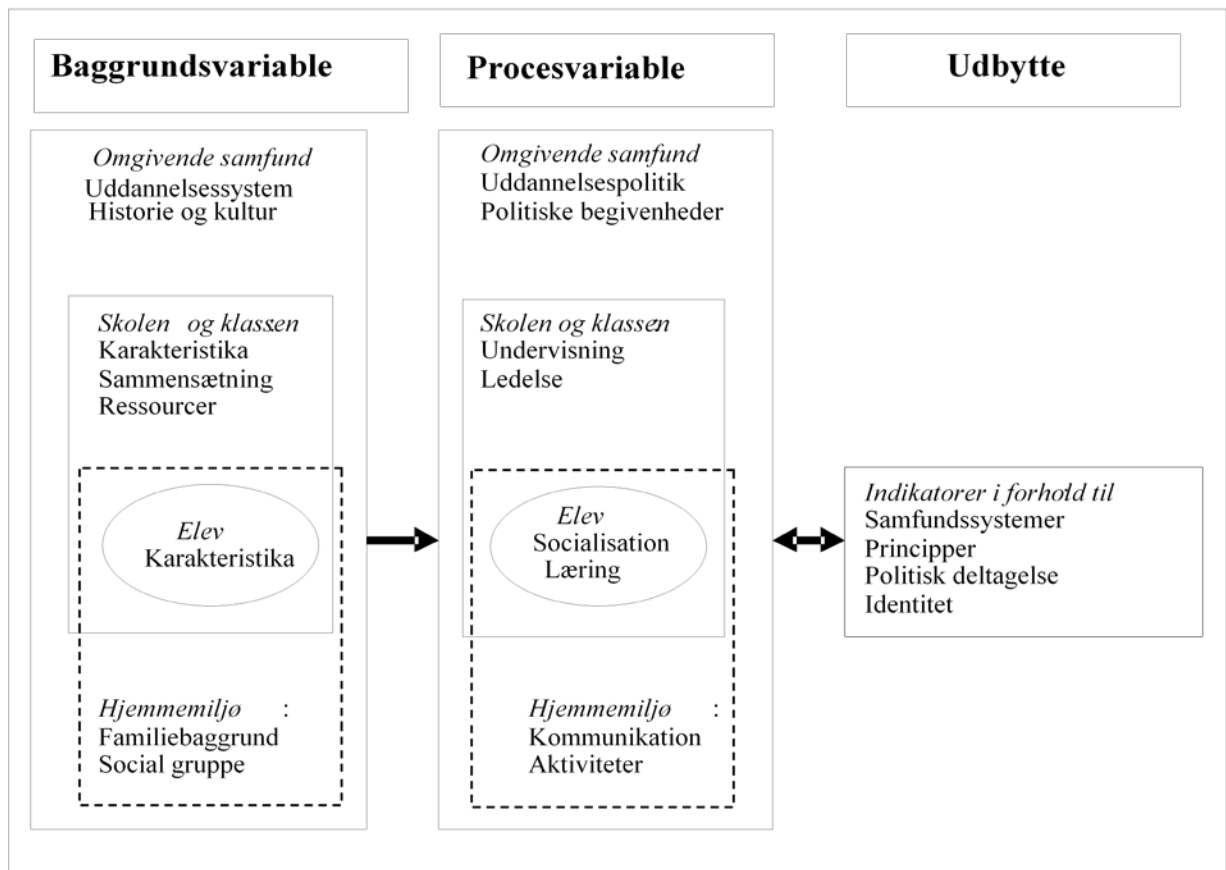 Baggrundsvariable
Omgivende samfund
Uddannelsessystem
Historie og kultur
Skolen og klassen
Karakteristika
Sammensætning
Ressourcer
Elev
Karakteristika
Hjemmemiljø :
Familiebaggrund
Social gruppe
Procesvariable
Omgivende samfund
Uddannelsespolitik
Politiske begivenheder
Skolen og klassen
Undervisning
Ledelse
Elev
Socialisation
Læring
Hjemmemiljø :
Kommunikation
Aktiviteter
Udbytte
Indikatorer i forhold til
Samfundssystemer
Principper
Politisk deltagelse
Identitet